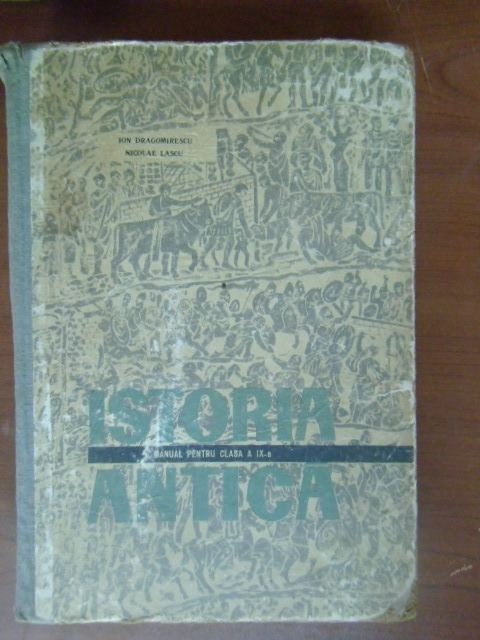 ION DRAGOMIRESCU
NICOLAE LASCU
ISTORIA
MANUAL PENTRU CLASA A IX-a
ANTICĂ